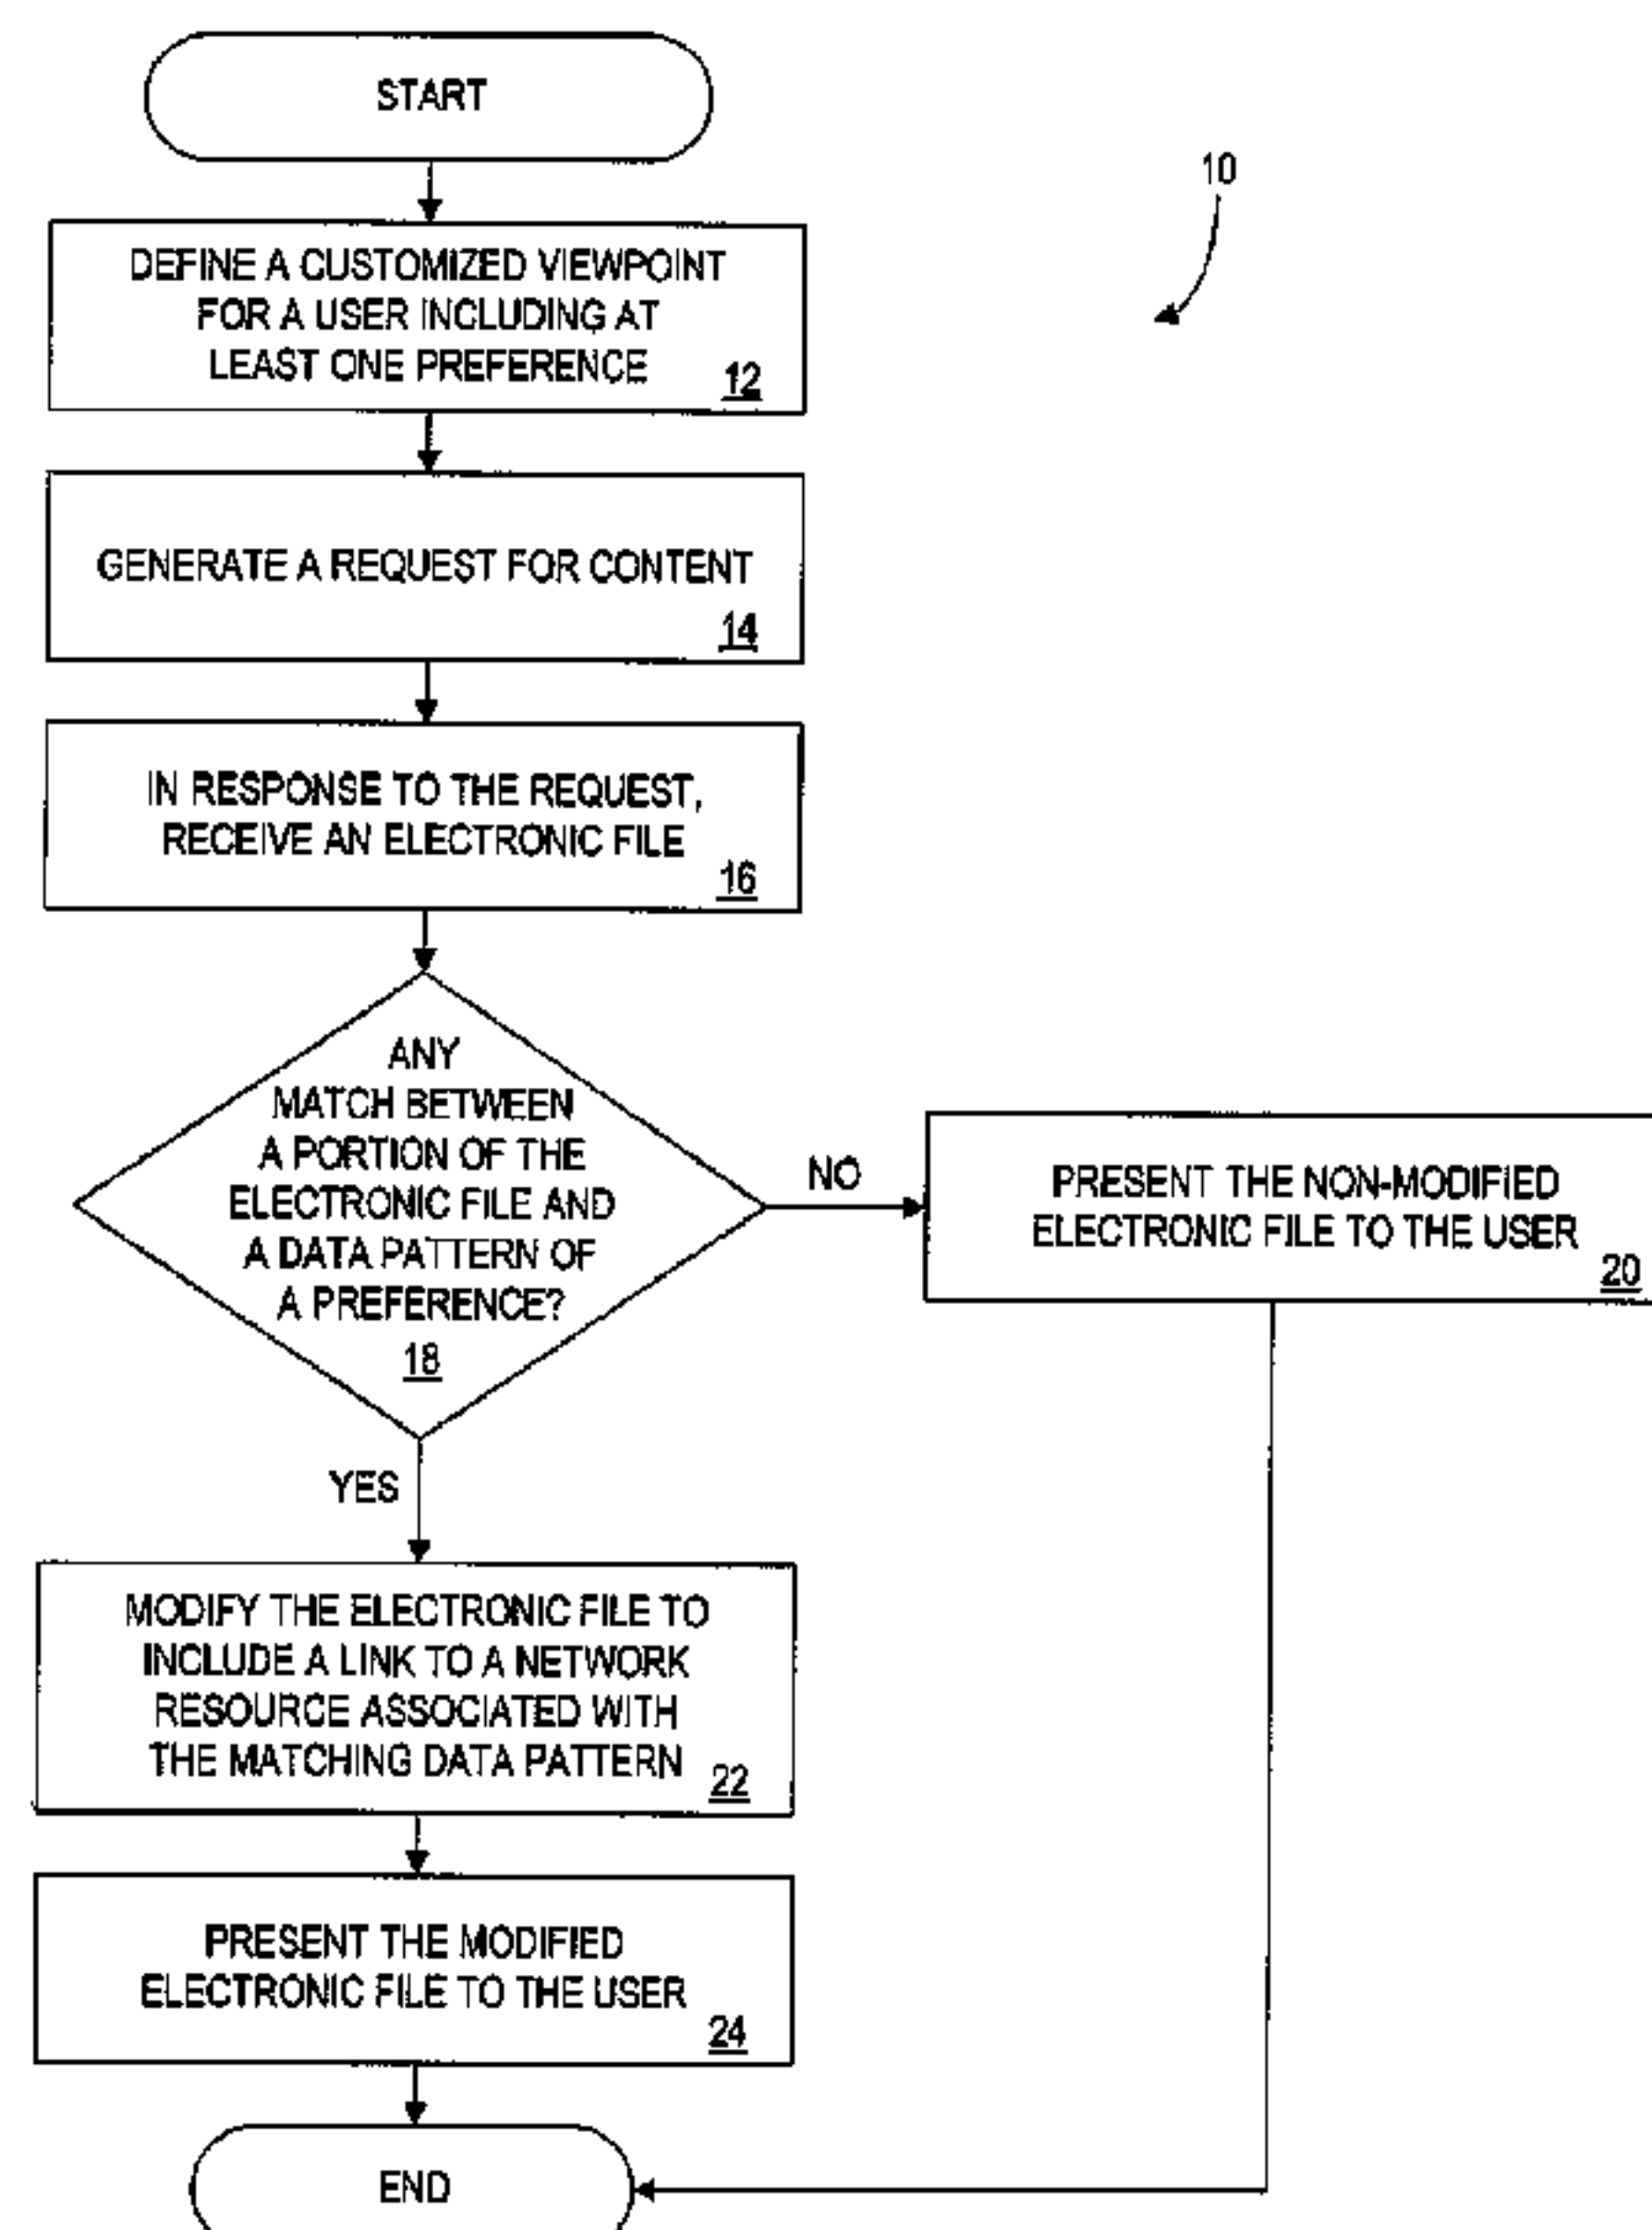 START
10
DEFINE A CUSTOMIZED VIEWPOINT
FOR A USER INCLUDING AT
LEAST ONE PREFERENCE
12
GENERATE A REQUEST FOR CONTENT
14
IN RESPONSE TO THE REQUEST,
RECEIVE AN ELECTRONIC FILE
16
ANY
MATCH BETWEEN
A PORTION OF THE
ELECTRONIC FILE AND
A DATA PATTERN OF
A PREFERENCE?
18
NO
PRESENT THE NON-MODIFIED
ELECTRONIC FILE TO THE USER
20
YES
MODIFY THE ELECTRONIC FILE TO
INCLUDE A LINK TO A NETWORK
RESOURCE ASSOCIATED WITH
THE MATCHING DATA PATTERN
22
PRESENT THE MODIFIED
ELECTRONIC FILE TO THE USER
24
END